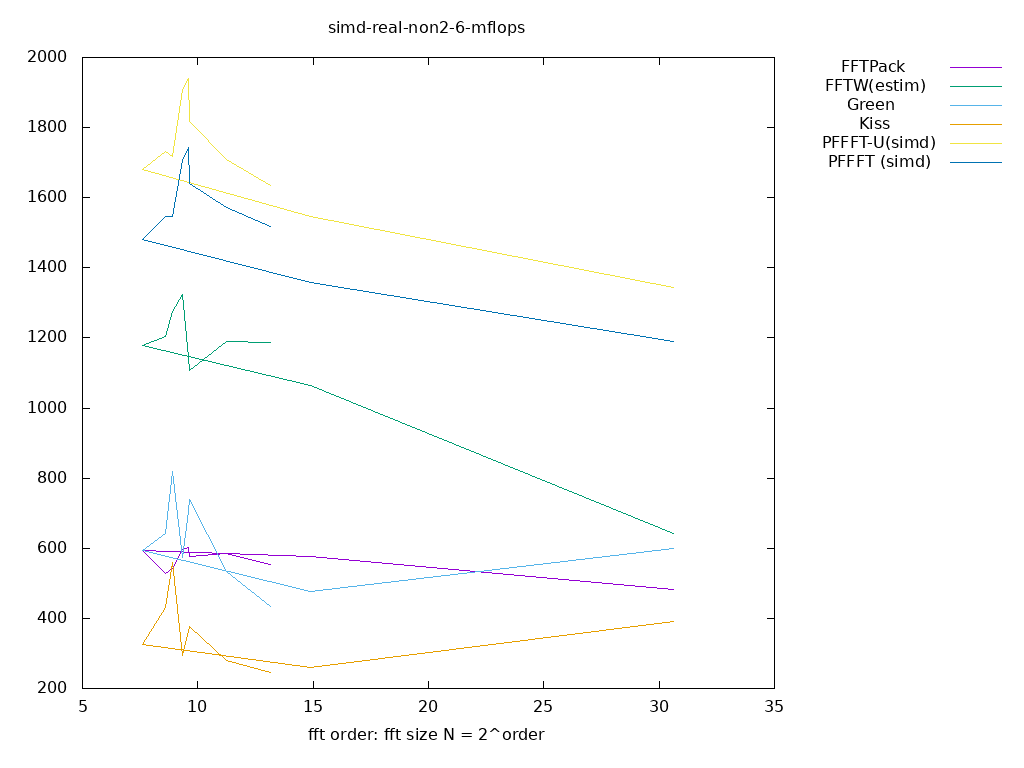 simd-real-non2-6-mflops
2000
1800
1600
1400
1200
1000
800
600
400
200
5 10 15 20 25 30 35
fft order: fft size N = 2^order
FFTPack
FFTW(estim)
Green
Kiss
PFFFT-U(simd)
PFFFT (simd)